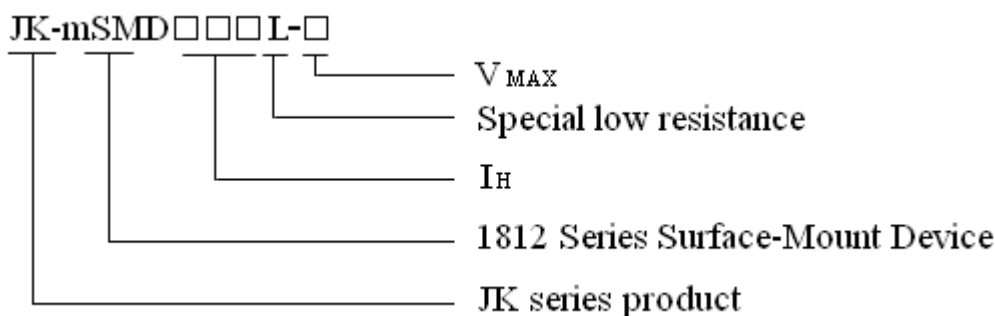 JK-mSMD□□□L-□
VMAX
Special low resistance
IH
1812 Series Surface-Mount Device
JK series product